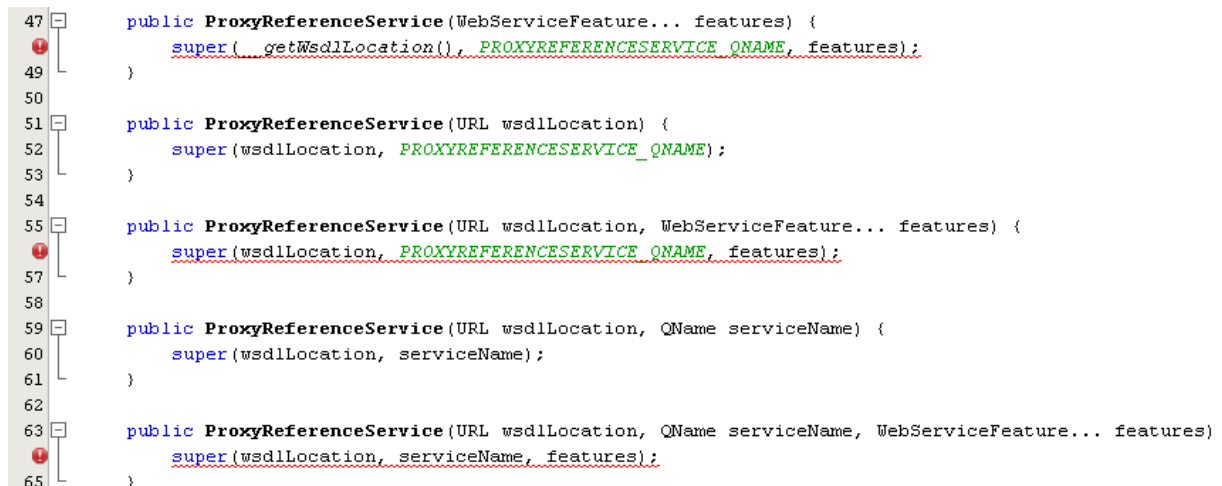 47 public ProxyReferenceService(WebServiceFeature... features) {
super(__getWsdlLocation(), PROXYREFERENCESERVICE_QNAME, features);
49 }
50
51 public ProxyReferenceService(URL wsdlLocation) {
52 super(wsdlLocation, PROXYREFERENCESERVICE_QNAME);
53 }
54
55 public ProxyReferenceService(URL wsdlLocation, WebServiceFeature... features) {
super(wsdlLocation, PROXYREFERENCESERVICE_QNAME, features);
57 }
58
59 public ProxyReferenceService(URL wsdlLocation, QName serviceName) {
60 super(wsdlLocation, serviceName);
61 }
62
63 public ProxyReferenceService(URL wsdlLocation, QName serviceName, WebServiceFeature... features)
super(wsdlLocation, serviceName, features);
65 }